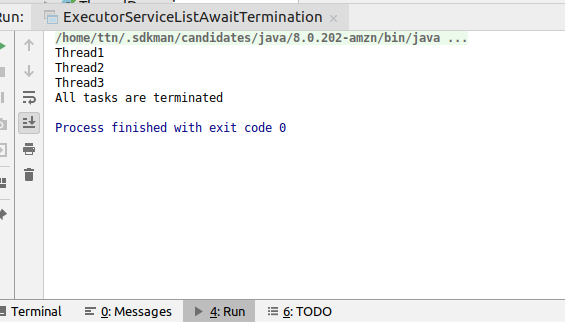 Run:
ExecutorServiceListAwaitTermination
/home/ttn/.sdkman/candidates/java/8.0.202-amzn/bin/java ...
Thread1
Thread2
Thread3
All tasks are terminated
Process finished with exit code 0
Terminal
0: Messages
4: Run
6: TODO